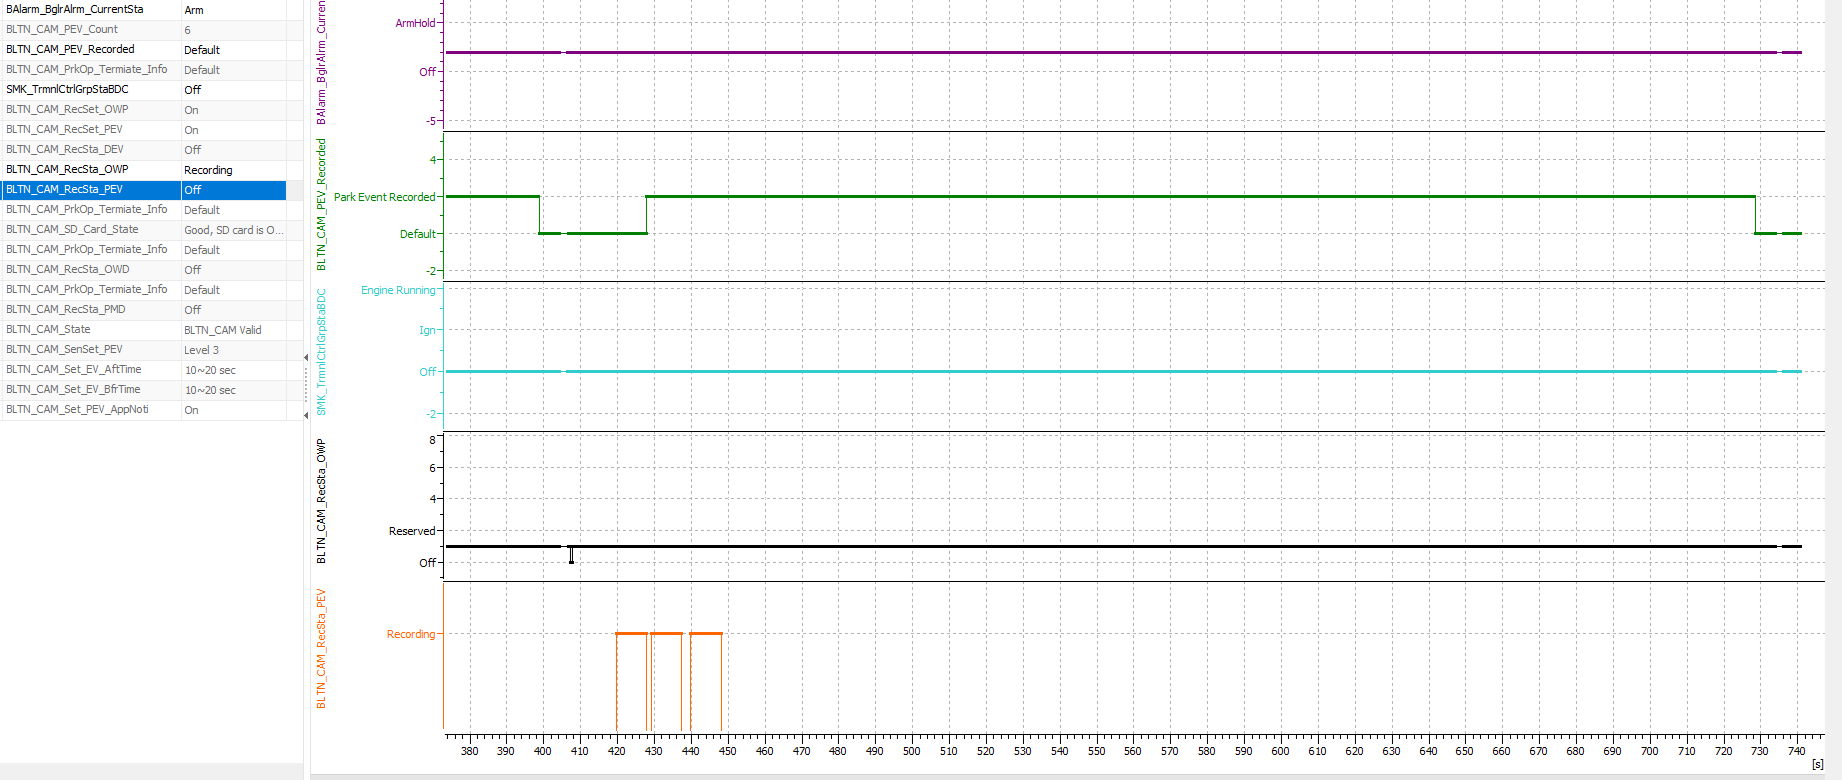 BAlarm_BglrAlrm_CurrentSta Arm
BLTN_CAM_PEV_Count 6
BLTN_CAM_PEV_Recorded Default
BLTN_CAM_PrkOp_Termiate_Info Default
SMK_TrmnlCtrlGrpStaBDC Off
BLTN_CAM_RecSet_OWP On
BLTN_CAM_RecSet_PEV On
BLTN_CAM_RecSta_DEV Off
BLTN_CAM_RecSta_OWP Recording
BLTN_CAM_RecSta_PEV Off
BLTN_CAM_PrkOp_Termiate_Info Default
BLTN_CAM_SD_Card_State Good, SD card is O...
BLTN_CAM_PrkOp_Termiate_Info Default
BLTN_CAM_RecSta_OWD Off
BLTN_CAM_PrkOp_Termiate_Info Default
BLTN_CAM_RecSta_PMD Off
BLTN_CAM_State BLTN_CAM Valid
BLTN_CAM_SenSet_PEV Level 3
BLTN_CAM_Set_EV_AftTime 10~20 sec
BLTN_CAM_Set_EV_BfrTime 10~20 sec
BLTN_CAM_Set_PEV_AppNoti On
BAlarm_BglrAlrm_Curren
ArmHold
Off
-5
BLTN_CAM_PEV_Recorded
4
Park Event Recorded
Default
-2
SMK_TrmnlCtrlGrpStaBDC
Engine Running
Ign
Off
-2
BLTN_CAM_RecSta_OWP
8
6
4
Reserved
Off
BLTN_CAM_RecSta_PEV
Recording
380 390 400 410 420 430 440 450 460 470 480 490 500 510 520 530 540 550 560 570 580 590 600 610 620 630 640 650 660 670 680 690 700 710 720 730 740
[s]